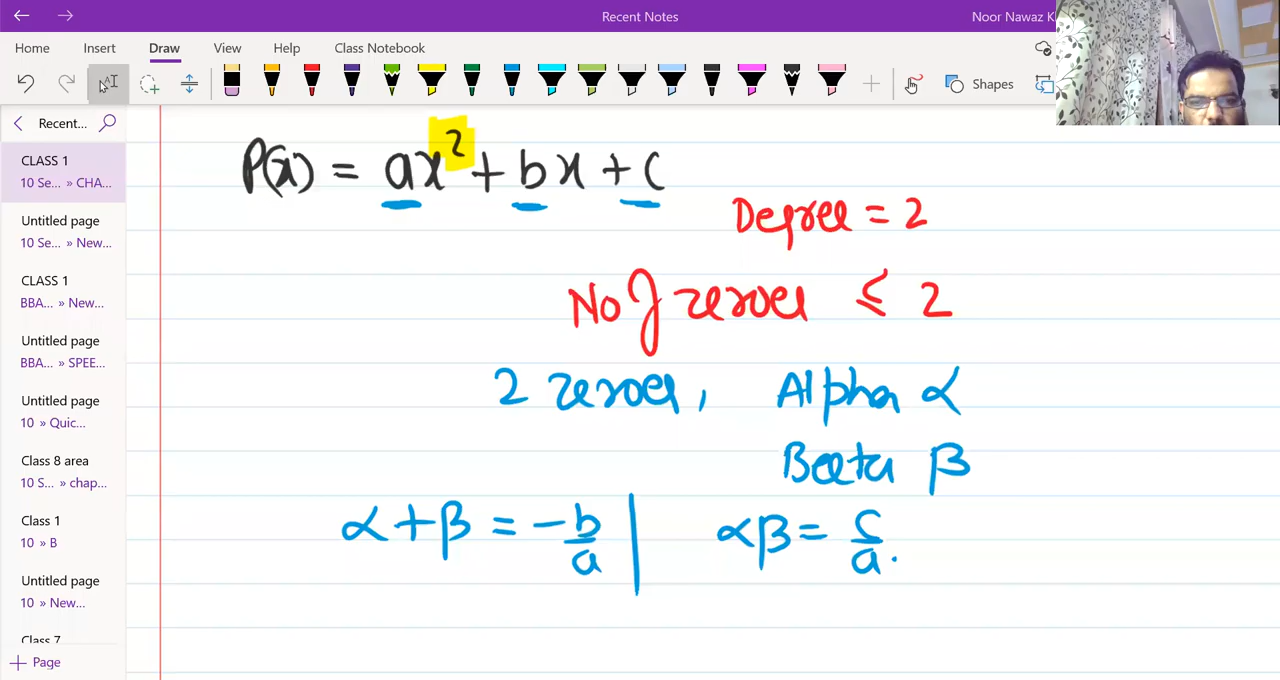 Recent Notes
Noor Nawaz K
Home Insert Draw View Help Class Notebook
Shapes
Recent...
CLASS 1
10 Se... » CHA...
Untitled page
10 Se... » New...
CLASS 1
BBA... » New...
Untitled page
BBA... » SPEE...
Untitled page
10 » Quic...
Class 8 area
10 S... » chap...
Class 1
10 » B
Untitled page
10 » New...
Class 7
+ Page
P(x) = ax² + bx + c
Degree = 2
No of zeroes ≤ 2
2 zeroes, Alpha α
Beeta β
α + β = -b/a | αβ = c/a.